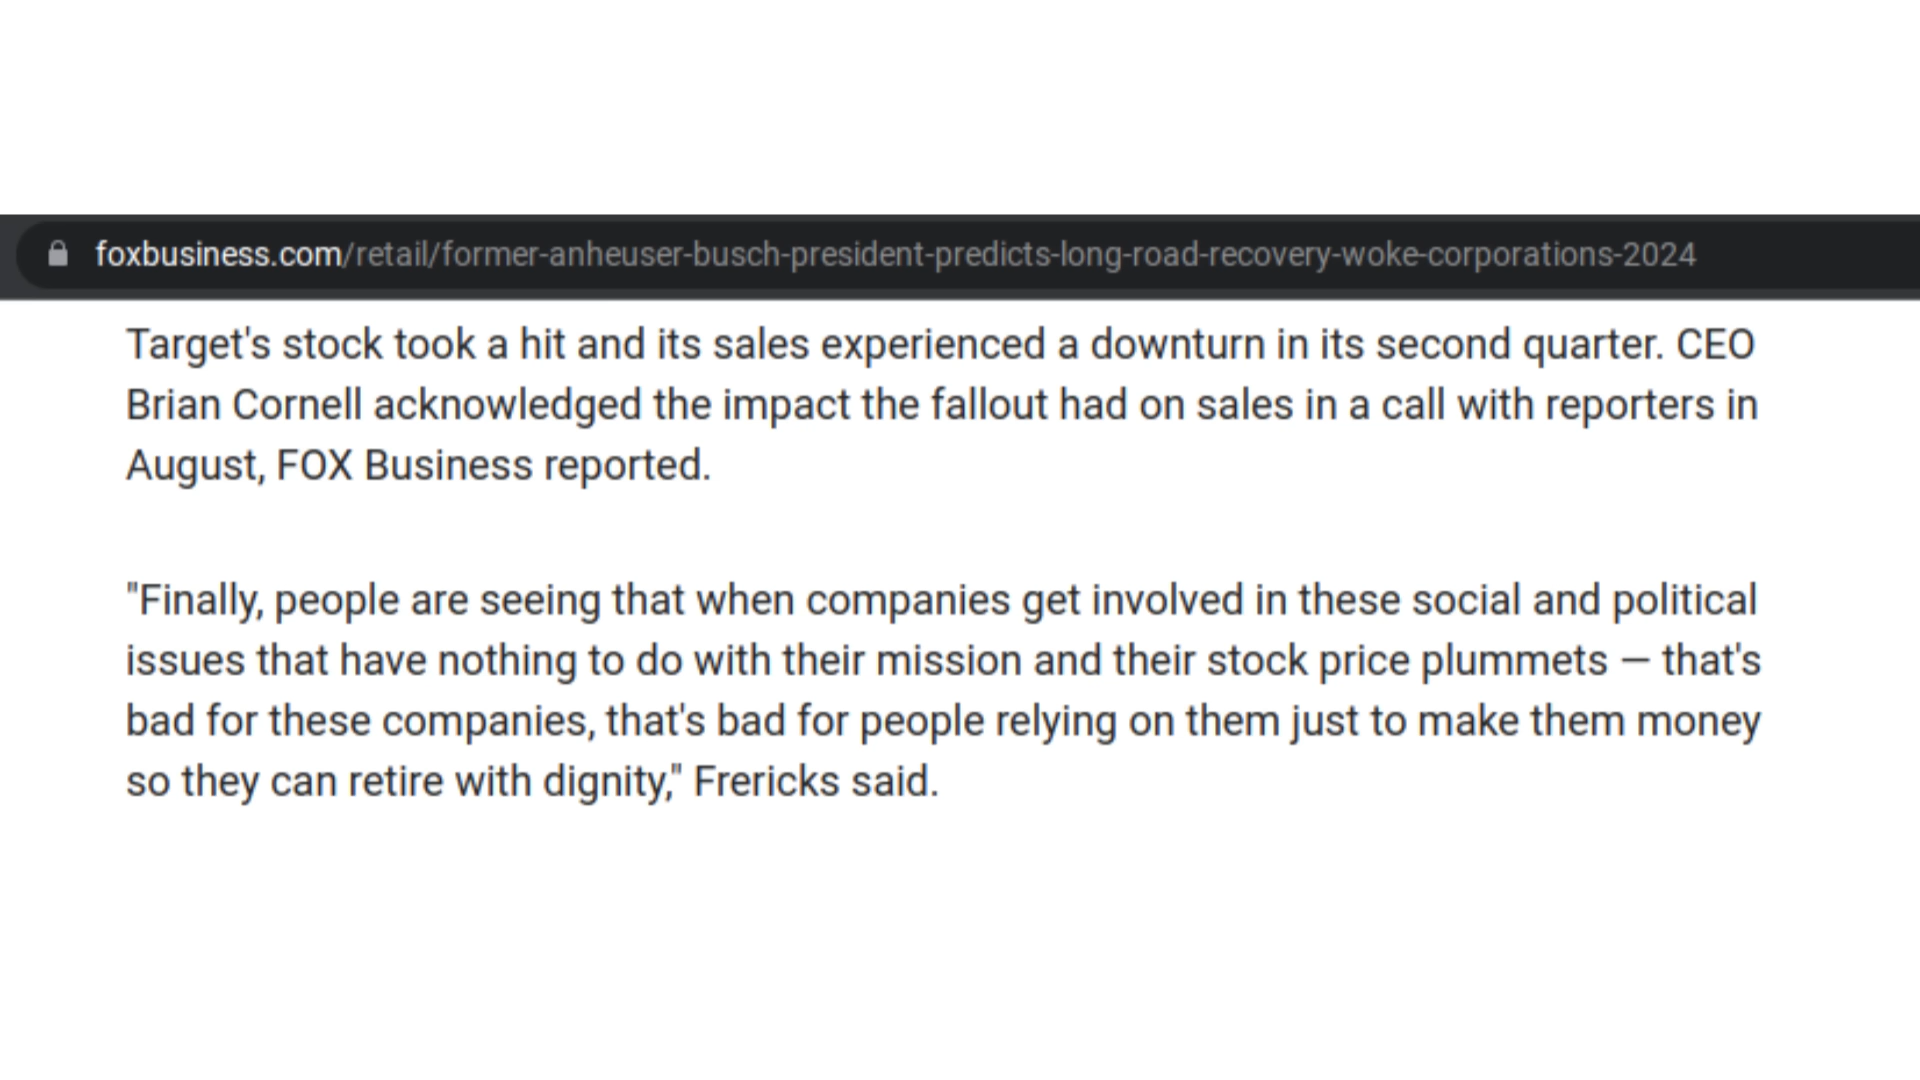 foxbusiness.com/retail/former-anheuser-busch-president-predicts-long-road-recovery-woke-corporations-2024
Target's stock took a hit and its sales experienced a downturn in its second quarter. CEO
Brian Cornell acknowledged the impact the fallout had on sales in a call with reporters in
August, FOX Business reported.
"Finally, people are seeing that when companies get involved in these social and political
issues that have nothing to do with their mission and their stock price plummets — that's
bad for these companies, that's bad for people relying on them just to make them money
so they can retire with dignity," Frericks said.